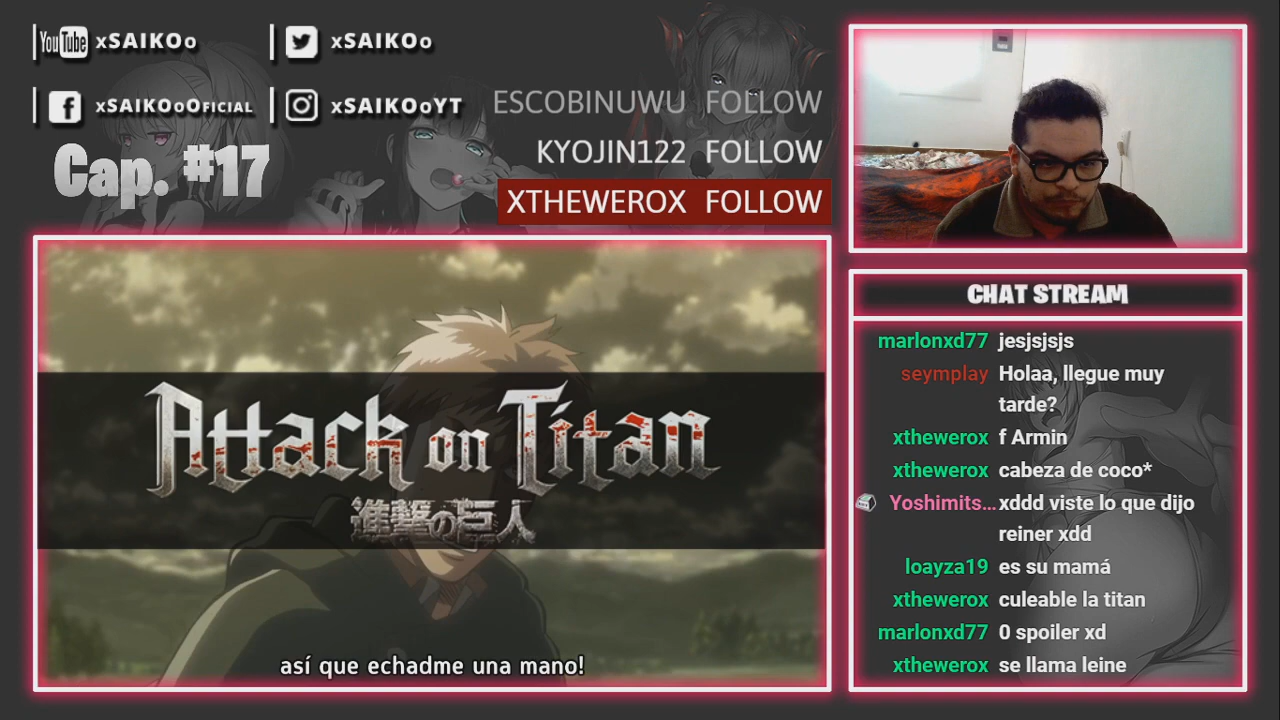 YouTube xSAIKOo
xSAIKOo
xSAIKOoOficial
xSAIKOoYT
Cap. #17
ESCOBINUWU FOLLOW
KYOJIN122 FOLLOW
XTHEWEROX FOLLOW
Attack on Titan
進撃の巨人
así que echadme una mano!
CHAT STREAM
marlonxd77 jesjsjsjs
seymplay Holaa, llegue muy
tarde?
xthewerox f Armin
xthewerox cabeza de coco*
Yoshimits... xddd viste lo que dijo
reiner xdd
loayza19 es su mamá
xthewerox culeable la titan
marlonxd77 0 spoiler xd
xthewerox se llama leine